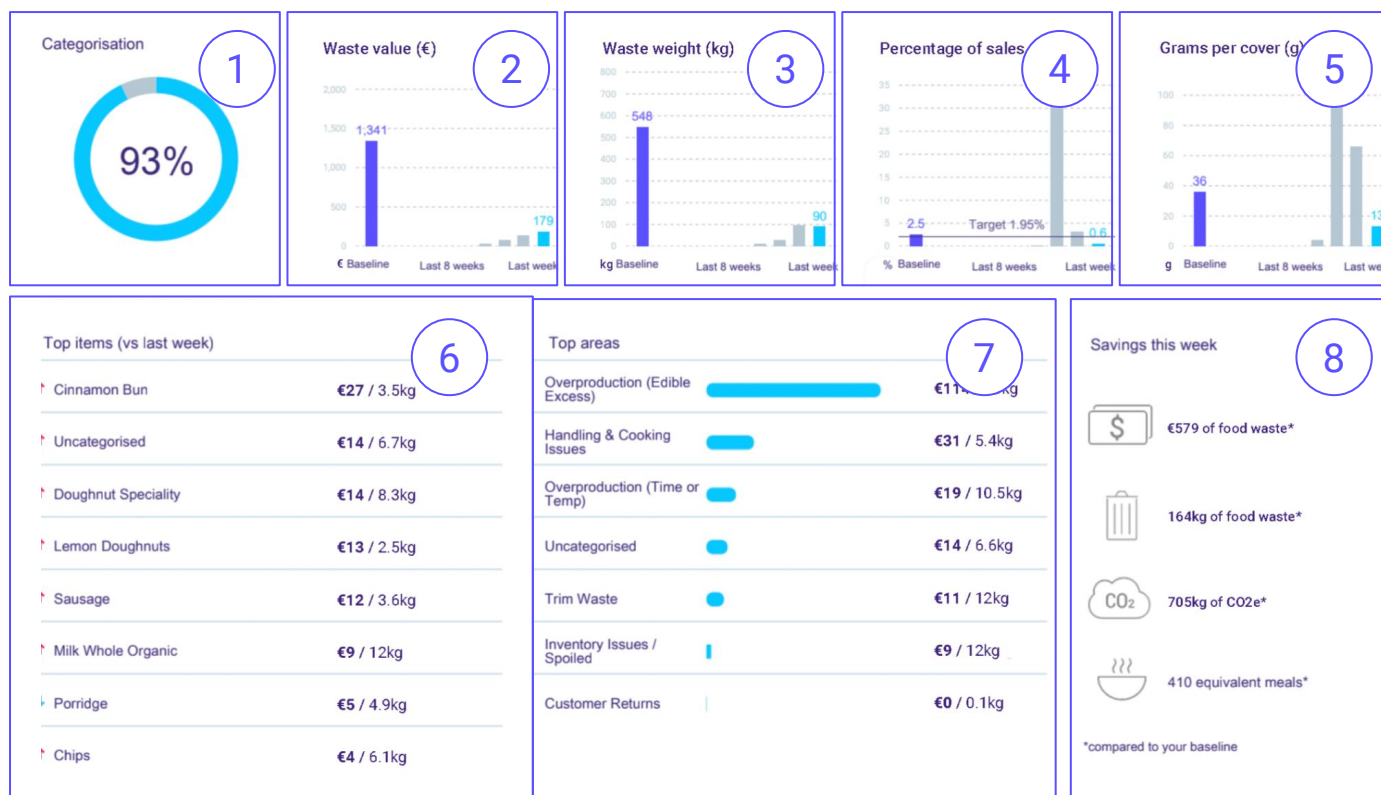 Categorisation
1
93%
Waste value (€)
2
2,000
1,500
1,341
1,000
500
179
0
€ Baseline
Last 8 weeks
Last week
Waste weight (kg)
3
800
700
600
548
500
400
300
200
100
90
0
kg Baseline
Last 8 weeks
Last week
Percentage of sales
4
35
30
25
20
15
10
5
2.5
Target 1.95%
0.6
0
% Baseline
Last 8 weeks
Last week
Grams per cover (g)
5
100
80
60
40
36
20
13
0
g Baseline
Last 8 weeks
Last we
Top items (vs last week)
6
Cinnamon Bun €27 / 3.5kg
Uncategorised €14 / 6.7kg
Doughnut Speciality €14 / 8.3kg
Lemon Doughnuts €13 / 2.5kg
Sausage €12 / 3.6kg
Milk Whole Organic €9 / 12kg
Porridge €5 / 4.9kg
Chips €4 / 6.1kg
Top areas
7
Overproduction (Edible
Excess)
kg
Handling & Cooking
Issues
€31 / 5.4kg
Overproduction (Time or
Temp)
€19 / 10.5kg
Uncategorised €14 / 6.6kg
Trim Waste €11 / 12kg
Inventory Issues /
Spoiled
€9 / 12kg
Customer Returns €0 / 0.1kg
Savings this week
8
$
€579 of food waste*
164kg of food waste*
CO2
705kg of CO2e*
410 equivalent meals*
*compared to your baseline